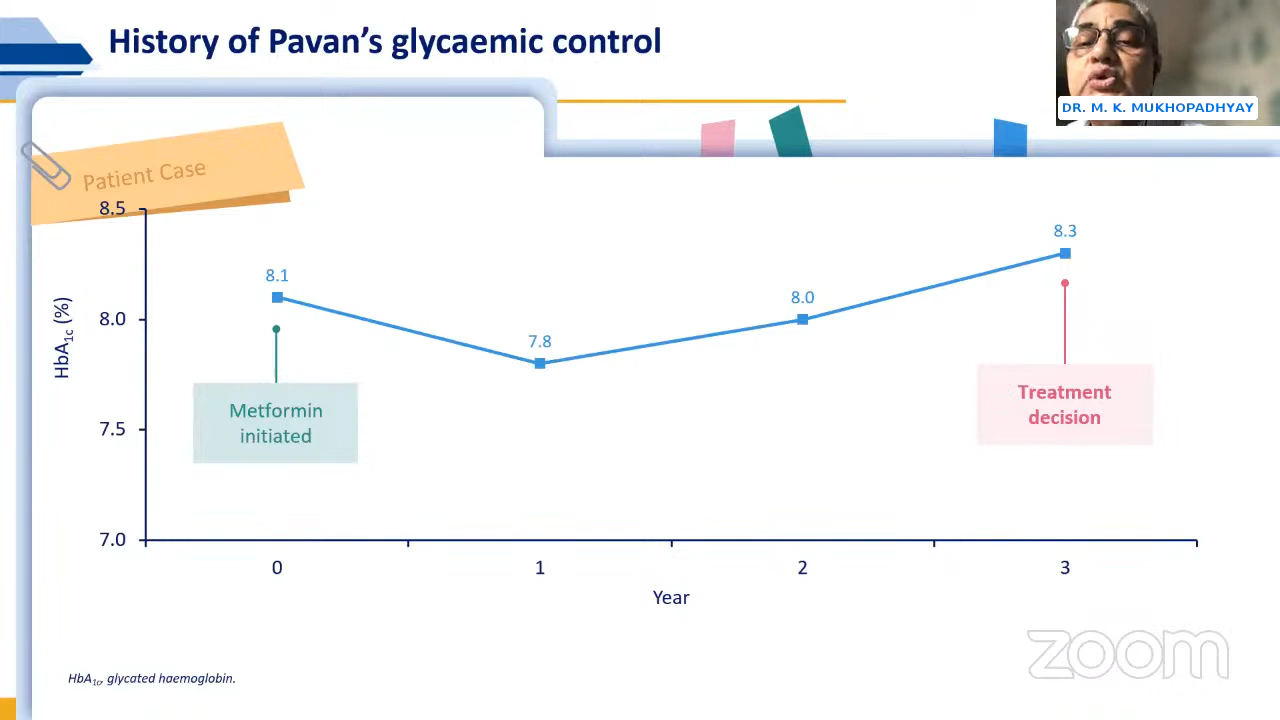 History of Pavan's glycaemic control
DR. M. K. MUKHOPADHYAY
Patient Case
8.5
8.0
7.5
7.0
HbA1c (%)
8.1
7.8
8.0
8.3
Metformin
initiated
Treatment
decision
0 1 2 3
Year
zoom
HbA1c, glycated haemoglobin.